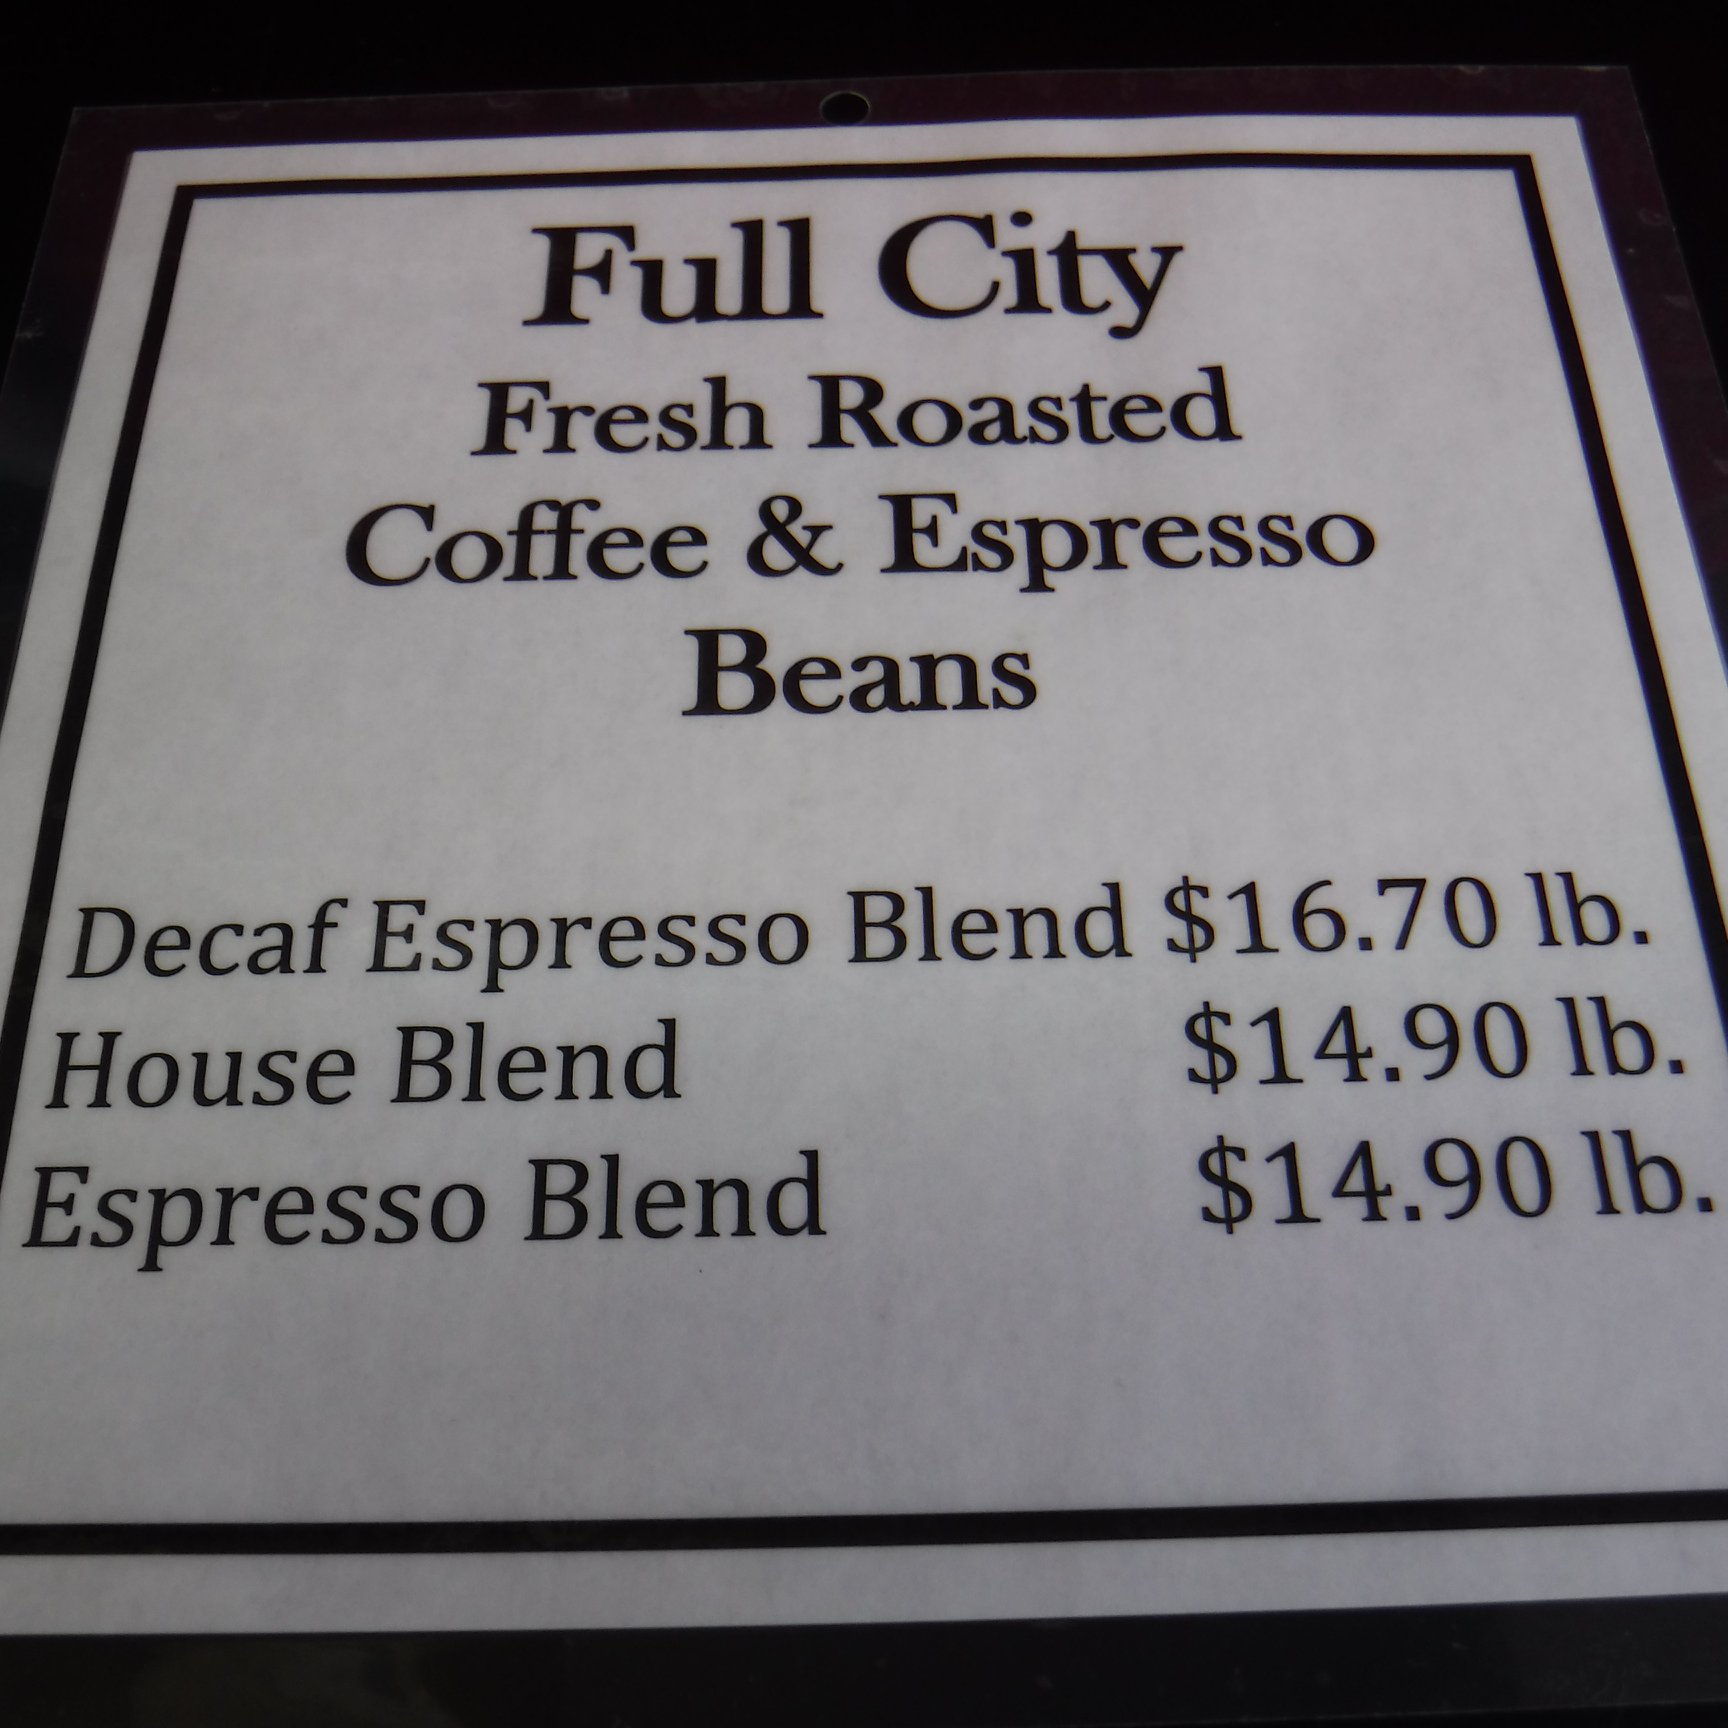 Full City
Fresh Roasted
Coffee & Espresso
Beans
Decaf Espresso Blend $16.70 lb.
House Blend $14.90 lb.
Espresso Blend $14.90 lb.